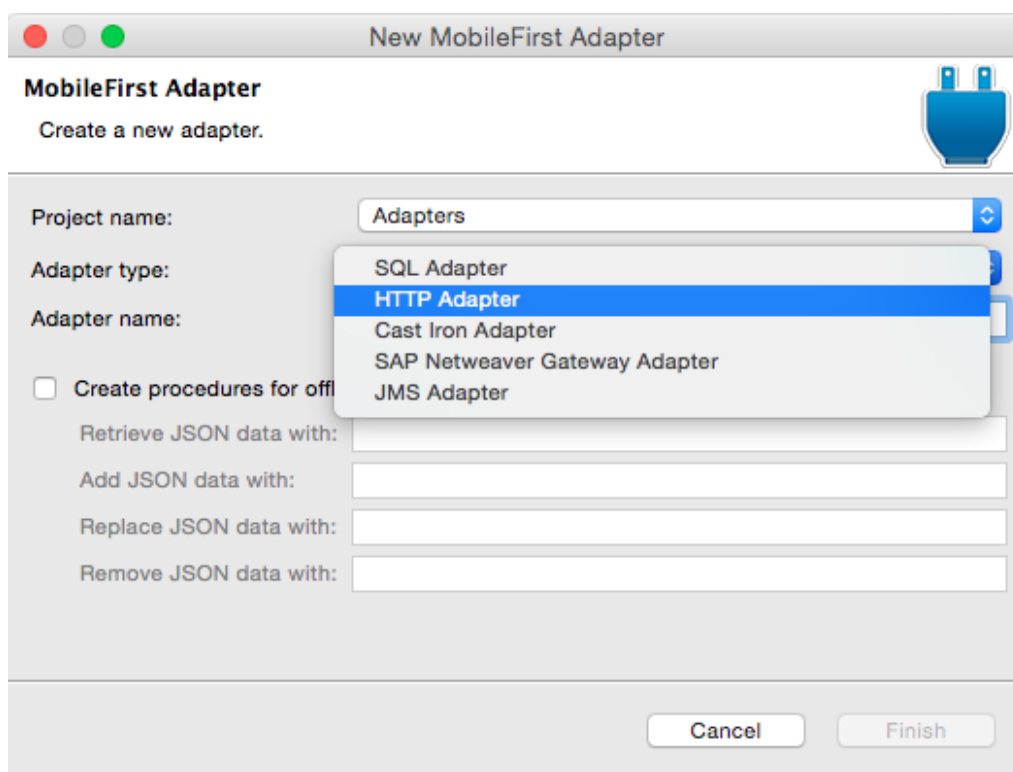 New MobileFirst Adapter
MobileFirst Adapter
Create a new adapter.
Project name:
Adapters
Adapter type:
SQL Adapter
HTTP Adapter
Cast Iron Adapter
SAP Netweaver Gateway Adapter
JMS Adapter
Adapter name:
Create procedures for offl
Retrieve JSON data with:
Add JSON data with:
Replace JSON data with:
Remove JSON data with:
Cancel
Finish